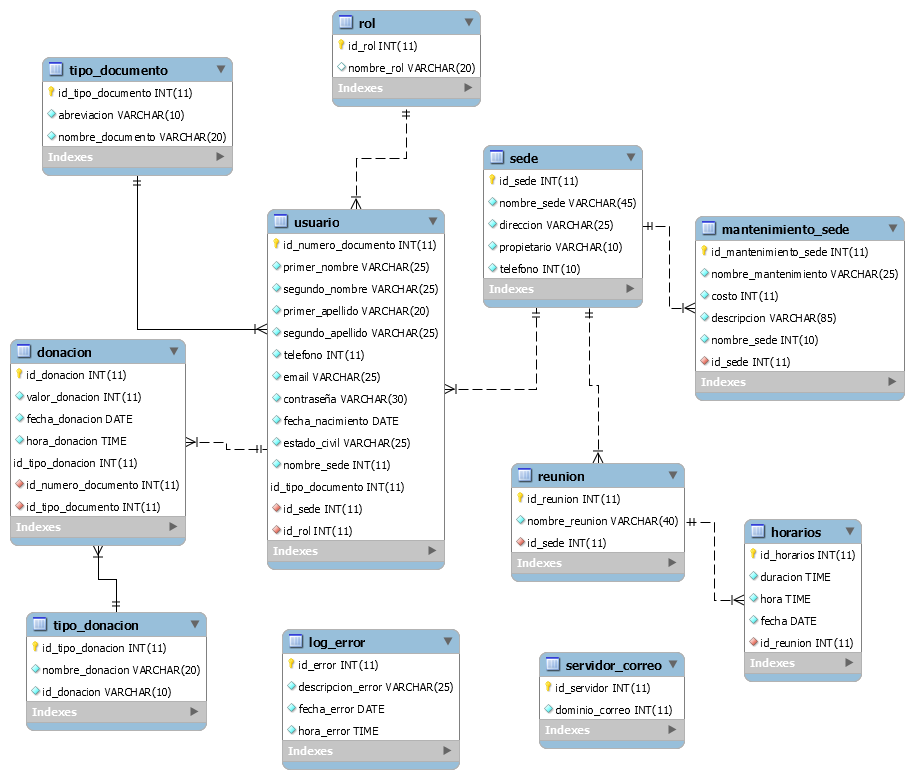 rol
id_rol INT(11)
nombre_rol VARCHAR(20)
Indexes
tipo_documento
id_tipo_documento INT(11)
abreviacion VARCHAR(10)
nombre_documento VARCHAR(20)
Indexes
sede
id_sede INT(11)
nombre_sede VARCHAR(45)
direccion VARCHAR(25)
propietario VARCHAR(10)
telefono INT(10)
Indexes
usuario
id_numero_documento INT(11)
primer_nombre VARCHAR(25)
segundo_nombre VARCHAR(25)
primer_apellido VARCHAR(20)
segundo_apellido VARCHAR(25)
telefono INT(11)
email VARCHAR(25)
contraseña VARCHAR(30)
fecha_nacimiento DATE
estado_civil VARCHAR(25)
nombre_sede INT(11)
id_tipo_documento INT(11)
id_sede INT(11)
id_rol INT(11)
Indexes
mantenimiento_sede
id_mantenimiento_sede INT(11)
nombre_mantenimiento VARCHAR(25)
costo INT(11)
descripcion VARCHAR(85)
nombre_sede INT(10)
id_sede INT(11)
Indexes
donacion
id_donacion INT(11)
valor_donacion INT(11)
fecha_donacion DATE
hora_donacion TIME
id_tipo_donacion INT(11)
id_numero_documento INT(11)
id_tipo_documento INT(11)
Indexes
reunion
id_reunion INT(11)
nombre_reunion VARCHAR(40)
id_sede INT(11)
Indexes
horarios
id_horarios INT(11)
duracion TIME
hora TIME
fecha DATE
id_reunion INT(11)
Indexes
tipo_donacion
id_tipo_donacion INT(11)
nombre_donacion VARCHAR(20)
id_donacion VARCHAR(10)
Indexes
log_error
id_error INT(11)
descripcion_error VARCHAR(25)
fecha_error DATE
hora_error TIME
Indexes
servidor_correo
id_servidor INT(11)
dominio_correo INT(11)
Indexes